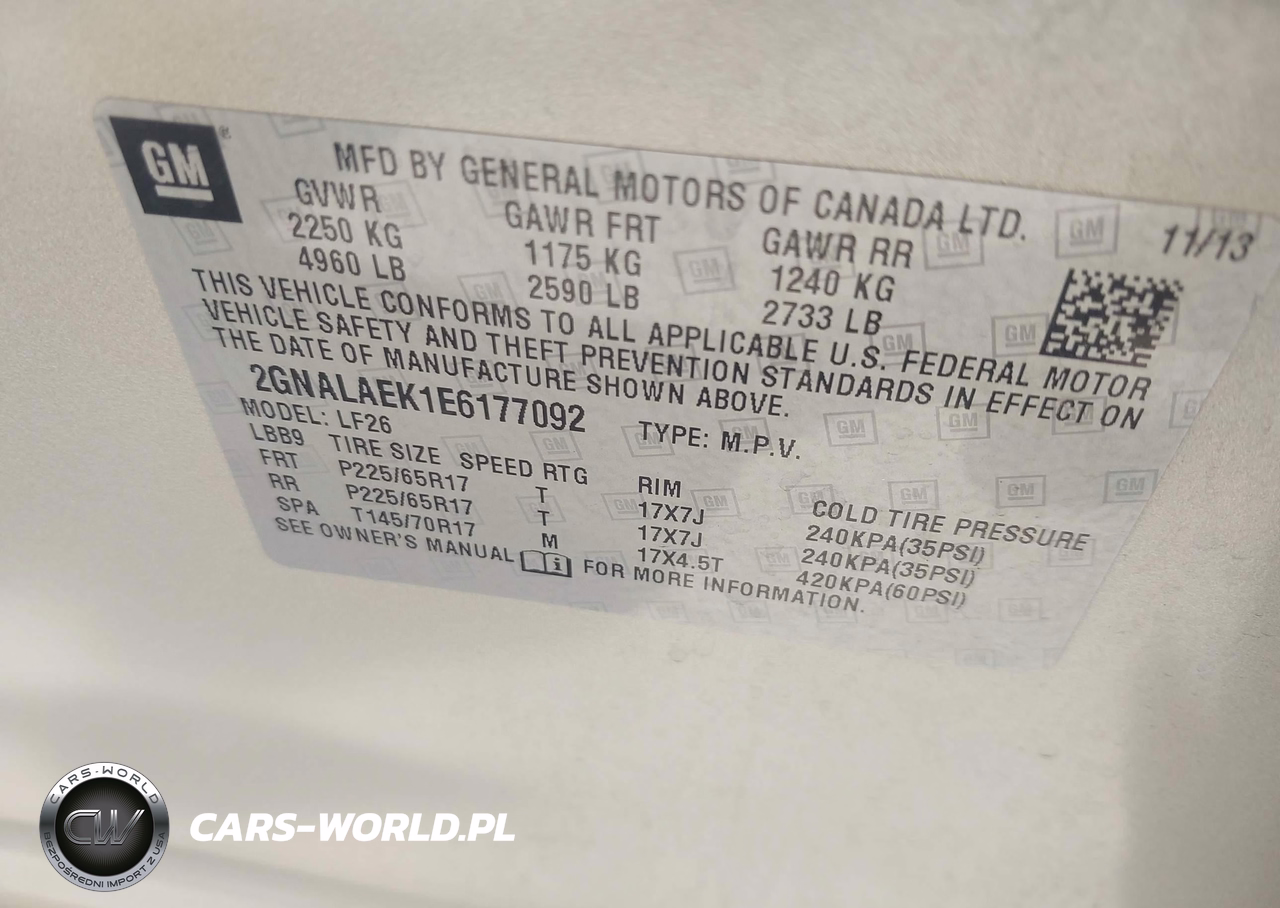 GM®
MFD BY GENERAL MOTORS OF CANADA LTD.
11/13
GVWR GAWR FRT GAWR RR
2250 KG 1175 KG 1240 KG
4960 LB 2590 LB 2733 LB
THIS VEHICLE CONFORMS TO ALL APPLICABLE U.S. FEDERAL MOTOR
VEHICLE SAFETY AND THEFT PREVENTION STANDARDS IN EFFECT ON
THE DATE OF MANUFACTURE SHOWN ABOVE.
2GNALAEK1E6177092 TYPE: M.P.V.
MODEL: LF26
LBB9 TIRE SIZE SPEED RTG RIM COLD TIRE PRESSURE
FRT P225/65R17 T 17X7J 240KPA(35PSI)
RR P225/65R17 T 17X7J 240KPA(35PSI)
SPA T145/70R17 M 17X4.5T 420KPA(60PSI)
SEE OWNER'S MANUAL FOR MORE INFORMATION.
CARS-WORLD
CW
BEZPOŚREDNI IMPORT Z USA
CARS-WORLD.PL